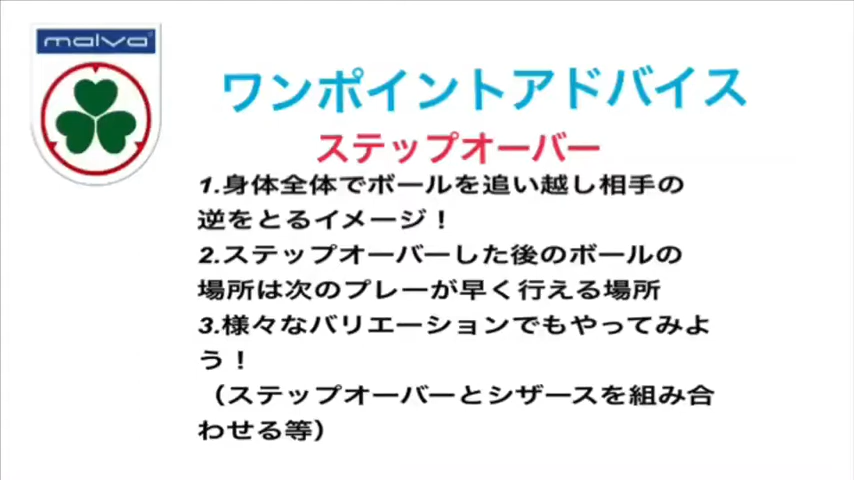 malva
ワンポイントアドバイス
ステップオーバー
1.身体全体でボールを追い越し相手の
逆をとるイメージ！
2.ステップオーバーした後のボールの
場所は次のプレーが早く行える場所
3.様々なバリエーションでもやってみよ
う！
（ステップオーバーとシザースを組み合
わせる等）